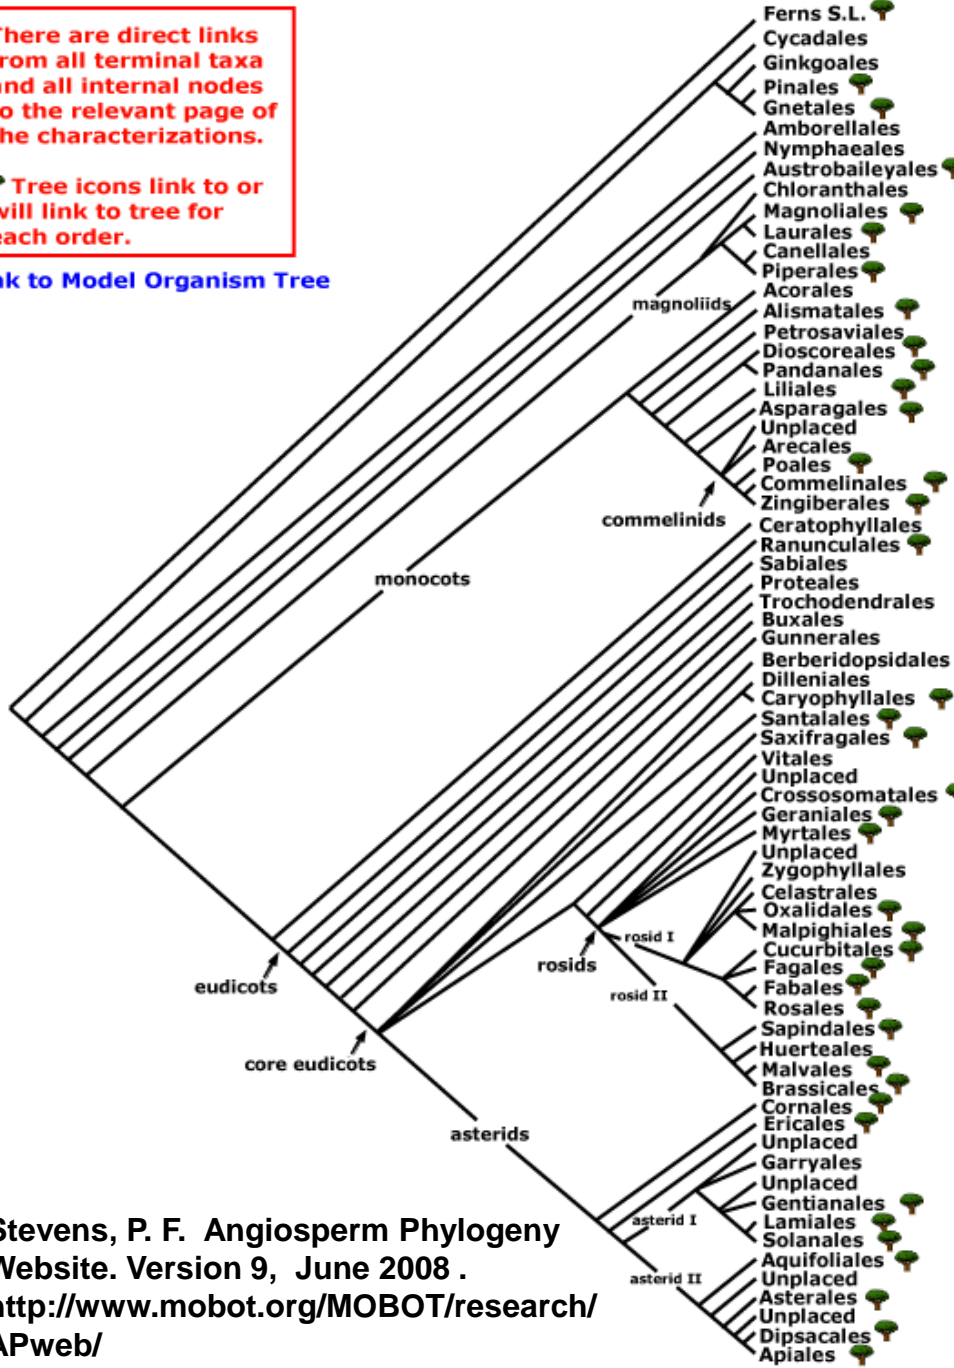 here are direct links
rom all terminal taxa
nd all internal nodes
o the relevant page of
he characterizations.
Tree icons link to or
will link to tree for
each order.
nk to Model Organism Tree
Ferns S.L.
Cycadales
Ginkgoales
Pinales
Gnetales
Amborellales
Nymphaeales
Austrobaileyales
Chloranthales
Magnoliales
Laurales
Canellales
Piperales
magnoliids
Acorales
Alismatales
Petrosaviales
Dioscoreales
Pandanales
Liliales
Asparagales
Unplaced
Arecales
Poales
Commelinales
Zingiberales
commelinids
monocots
Ceratophyllales
Ranunculales
Sabiales
Proteales
Trochodendrales
Buxales
Gunnerales
Berberidopsidales
Dilleniales
Caryophyllales
Santalales
Saxifragales
Vitales
Unplaced
Crossosomatales
Geraniales
Myrtales
Unplaced
Zygophyllales
Celastrales
Oxalidales
Malpighiales
Cucurbitales
Fagales
Fabales
Rosales
rosid I
rosids
rosid II
eudicots
Sapindales
Huerteales
Malvales
Brassicales
core eudicots
Cornales
Ericales
Unplaced
Garryales
Unplaced
Gentianales
Lamiales
Solanales
asterids
asterid I
asterid II
Aquifoliales
Unplaced
Asterales
Unplaced
Dipsacales
Apiales
Stevens, P. F. Angiosperm Phylogeny
Website. Version 9, June 2008 .
http://www.mobot.org/MOBOT/research/
APweb/